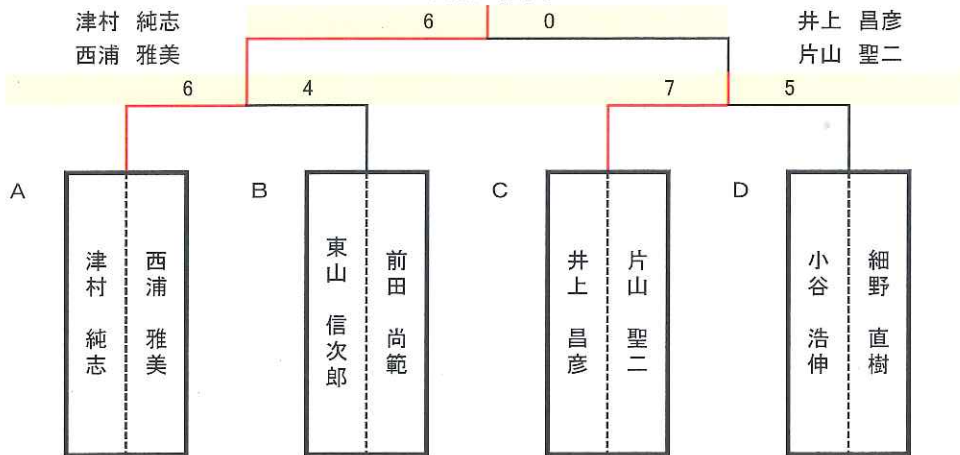 津村 純志
西浦 雅美
6 0
井上 昌彦
片山 聖二
6 4
7 5
A
津村 純志
西浦 雅美
B
東山 信次郎
前田 尚範
C
井上 昌彦
片山 聖二
D
小谷 浩伸
細野 直樹